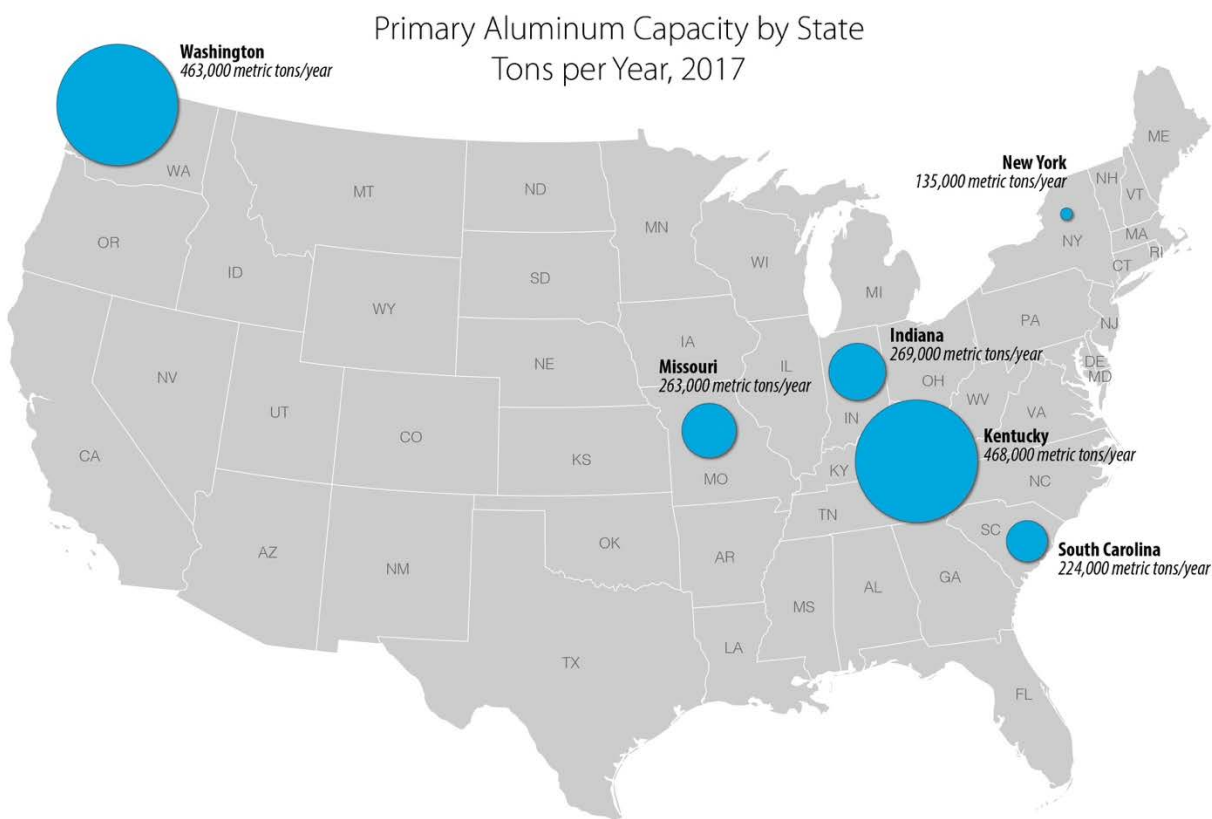 Primary Aluminum Capacity by State
Tons per Year, 2017
Washington
463,000 metric tons/year
New York
135,000 metric tons/year
Indiana
269,000 metric tons/year
Missouri
263,000 metric tons/year
Kentucky
468,000 metric tons/year
South Carolina
224,000 metric tons/year
WA
MT
ND
MN
ME
NH
VT
OR
ID
SD
WI
MI
NY
MA
CT
RI
WY
IA
PA
NJ
NV
NE
IL
OH
DE
MD
UT
CO
IN
WV
VA
CA
KS
MO
KY
NC
AZ
NM
OK
AR
TN
SC
MS
AL
GA
TX
LA
FL